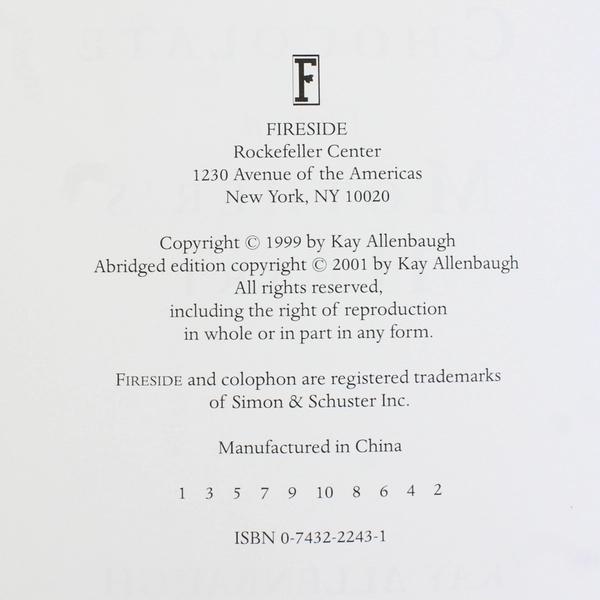 F
FIRESIDE
Rockefeller Center
1230 Avenue of the Americas
New York, NY 10020
Copyright © 1999 by Kay Allenbaugh
Abridged edition copyright © 2001 by Kay Allenbaugh
All rights reserved,
including the right of reproduction
in whole or in part in any form.
FIRESIDE and colophon are registered trademarks
of Simon & Schuster Inc.
Manufactured in China
1 3 5 7 9 10 8 6 4 2
ISBN 0-7432-2243-1